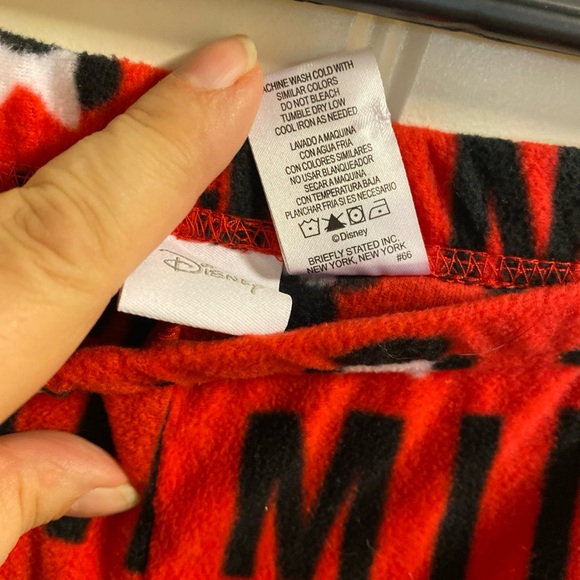 MACHINE WASH COLD WITH
SIMILAR COLORS
DO NOT BLEACH
TUMBLE DRY LOW
COOL IRON AS NEEDED
LAVADO A MAQUINA
CON AGUA FRIA
CON COLORES SIMILARES
NO USAR BLANQUEADOR
SECAR A MAQUINA
CON TEMPERATURA BAJA
PLANCHAR FRIA SI ES NECESARIO
©Disney
BRIEFLY STATED INC.
NEW YORK, NEW YORK
#66
Disney
MI